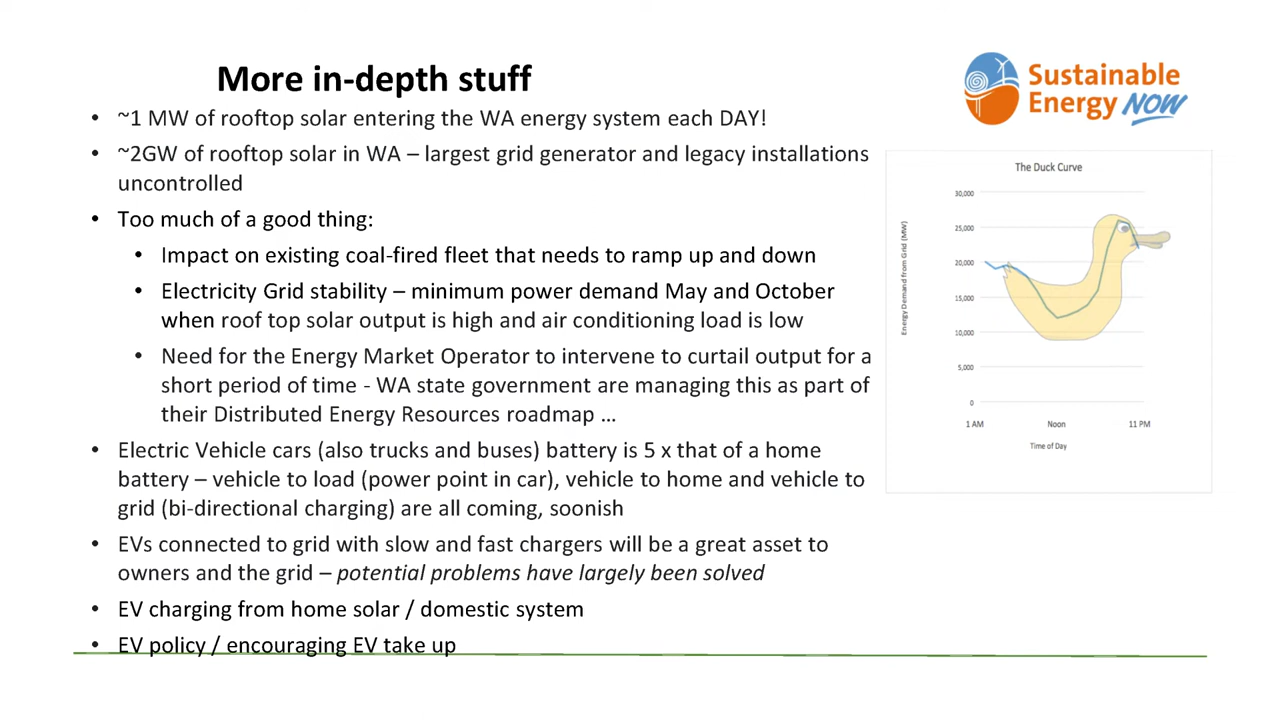 More in-depth stuff
Sustainable
Energy NOW
• ~1 MW of rooftop solar entering the WA energy system each DAY!
• ~2GW of rooftop solar in WA – largest grid generator and legacy installations
uncontrolled
• Too much of a good thing:
• Impact on existing coal-fired fleet that needs to ramp up and down
• Electricity Grid stability – minimum power demand May and October
when roof top solar output is high and air conditioning load is low
• Need for the Energy Market Operator to intervene to curtail output for a
short period of time - WA state government are managing this as part of
their Distributed Energy Resources roadmap …
• Electric Vehicle cars (also trucks and buses) battery is 5 x that of a home
battery – vehicle to load (power point in car), vehicle to home and vehicle to
grid (bi-directional charging) are all coming, soonish
• EVs connected to grid with slow and fast chargers will be a great asset to
owners and the grid – potential problems have largely been solved
• EV charging from home solar / domestic system
• EV policy / encouraging EV take up
The Duck Curve
Energy Demand from Grid (MW)
30,000
25,000
20,000
15,000
10,000
5,000
0
1 AM Noon 11 PM
Time of Day